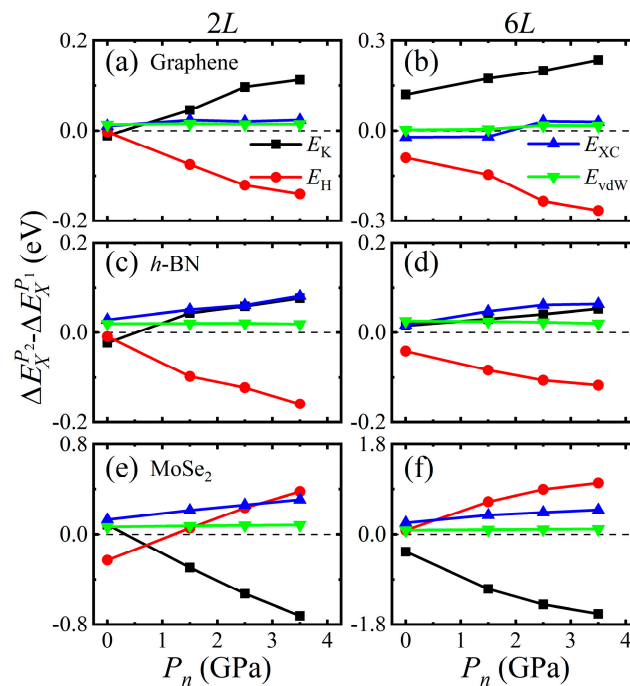 2L 6L
(a) Graphene (b)
0.2 0.3
0.0 0.0
E_K E_XC
E_H E_vdW
-0.2 -0.3
(c) h-BN (d)
0.2 0.2
0.0 0.0
-0.2 -0.2
(e) MoSe₂ (f)
0.8 1.8
0.0 0.0
-0.8 -1.8
0 1 2 3 4 0 1 2 3 4
P_n (GPa) P_n (GPa)
ΔE_X^{P_2}-ΔE_X^{P_1} (eV)